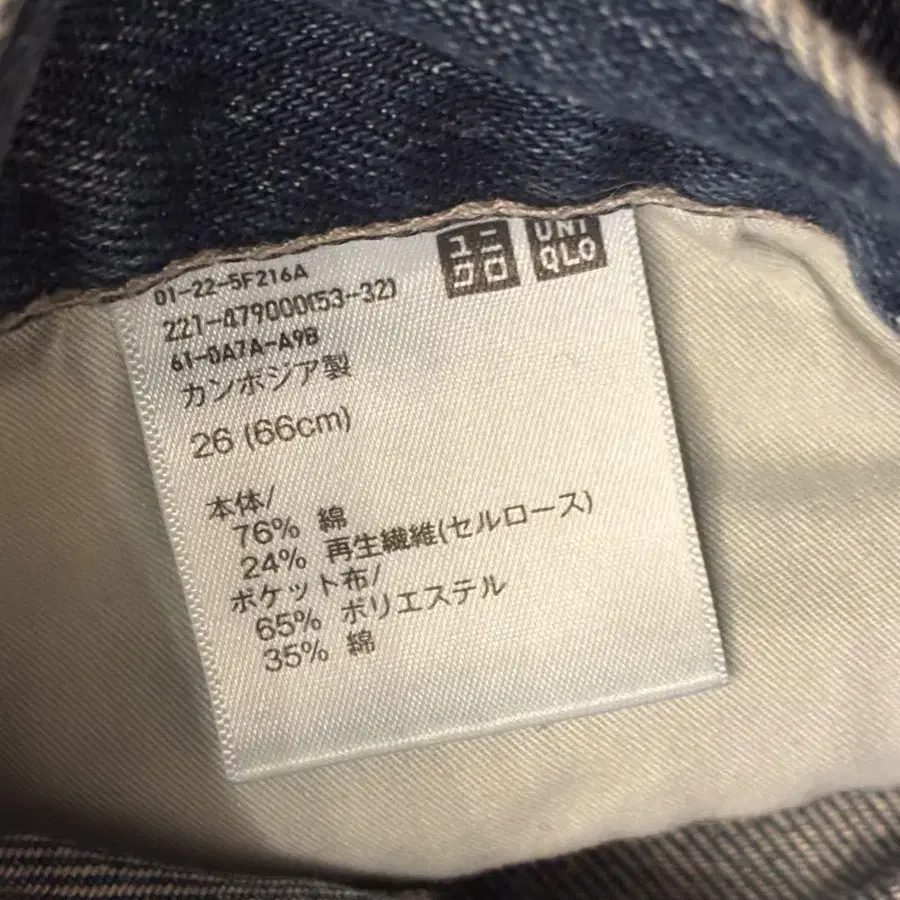 ユニ
クロ
UNI
QLO
01-22-5F216A
221-479000(53-32)
61-0A7A-A9B
カンボジア製
26 (66cm)
本体/
76% 綿
24% 再生繊維(セルロース)
ポケット布/
65% ポリエステル
35% 綿